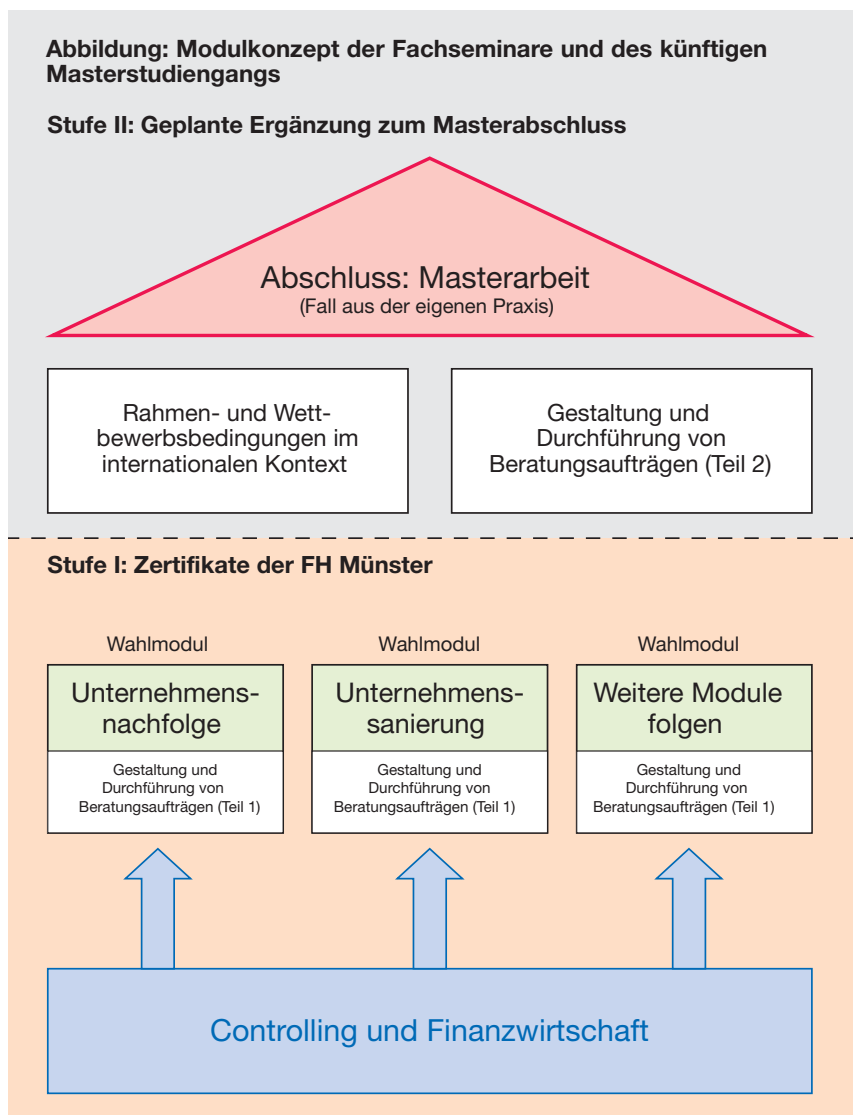 Abbildung: Modulkonzept der Fachseminare und des künftigen
Masterstudiengangs
Stufe II: Geplante Ergänzung zum Masterabschluss
Abschluss: Masterarbeit
(Fall aus der eigenen Praxis)
Rahmen- und Wett-
bewerbsbedingungen im
internationalen Kontext
Gestaltung und
Durchführung von
Beratungsaufträgen (Teil 2)
Stufe I: Zertifikate der FH Münster
Wahlmodul
Unternehmens-
nachfolge
Gestaltung und
Durchführung von
Beratungsaufträgen (Teil 1)
Wahlmodul
Unternehmens-
sanierung
Gestaltung und
Durchführung von
Beratungsaufträgen (Teil 1)
Wahlmodul
Weitere Module
folgen
Gestaltung und
Durchführung von
Beratungsaufträgen (Teil 1)
Controlling und Finanzwirtschaft